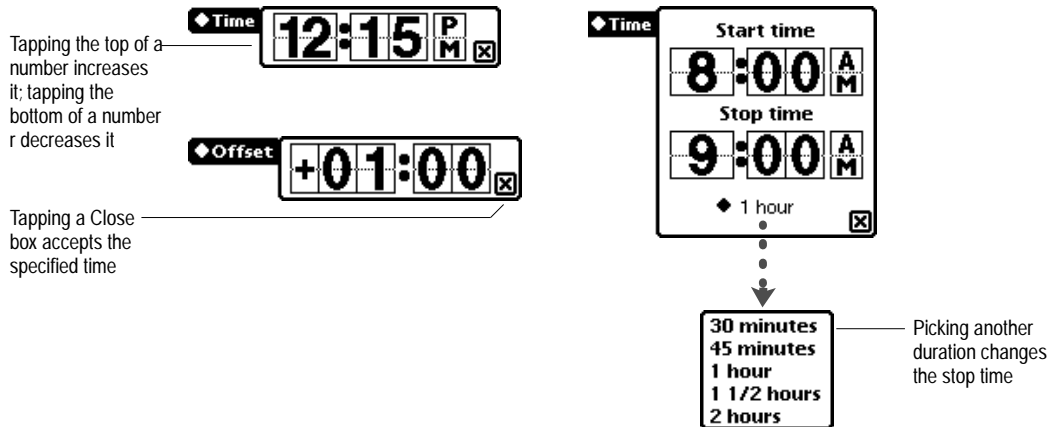 Tapping the top of a
number increases
it; tapping the
bottom of a number
r decreases it
◆Time
12:15 PM
◆Offset
+01:00
Tapping a Close
box accepts the
specified time
◆Time
Start time
8:00 AM
Stop time
9:00 AM
◆ 1 hour
30 minutes
45 minutes
1 hour
1 1/2 hours
2 hours
Picking another
duration changes
the stop time